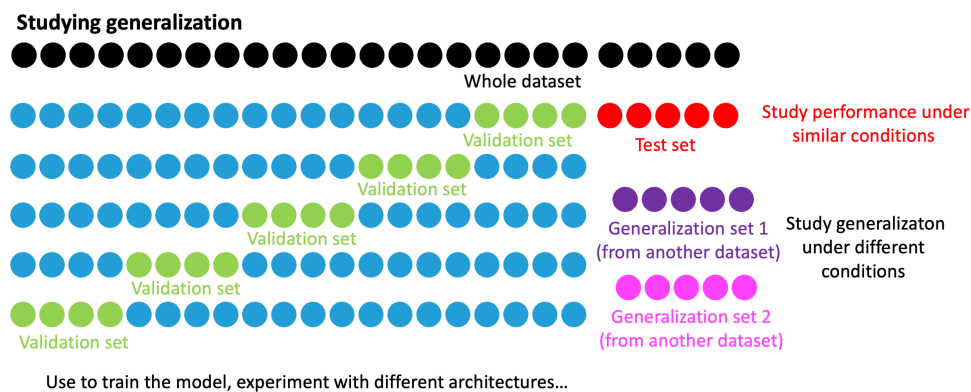 Studying generalization
Whole dataset
Validation set
Test set
Study performance under
similar conditions
Validation set
Validation set
Generalization set 1
(from another dataset)
Study generalizaton
under different
conditions
Validation set
Generalization set 2
(from another dataset)
Validation set
Use to train the model, experiment with different architectures…